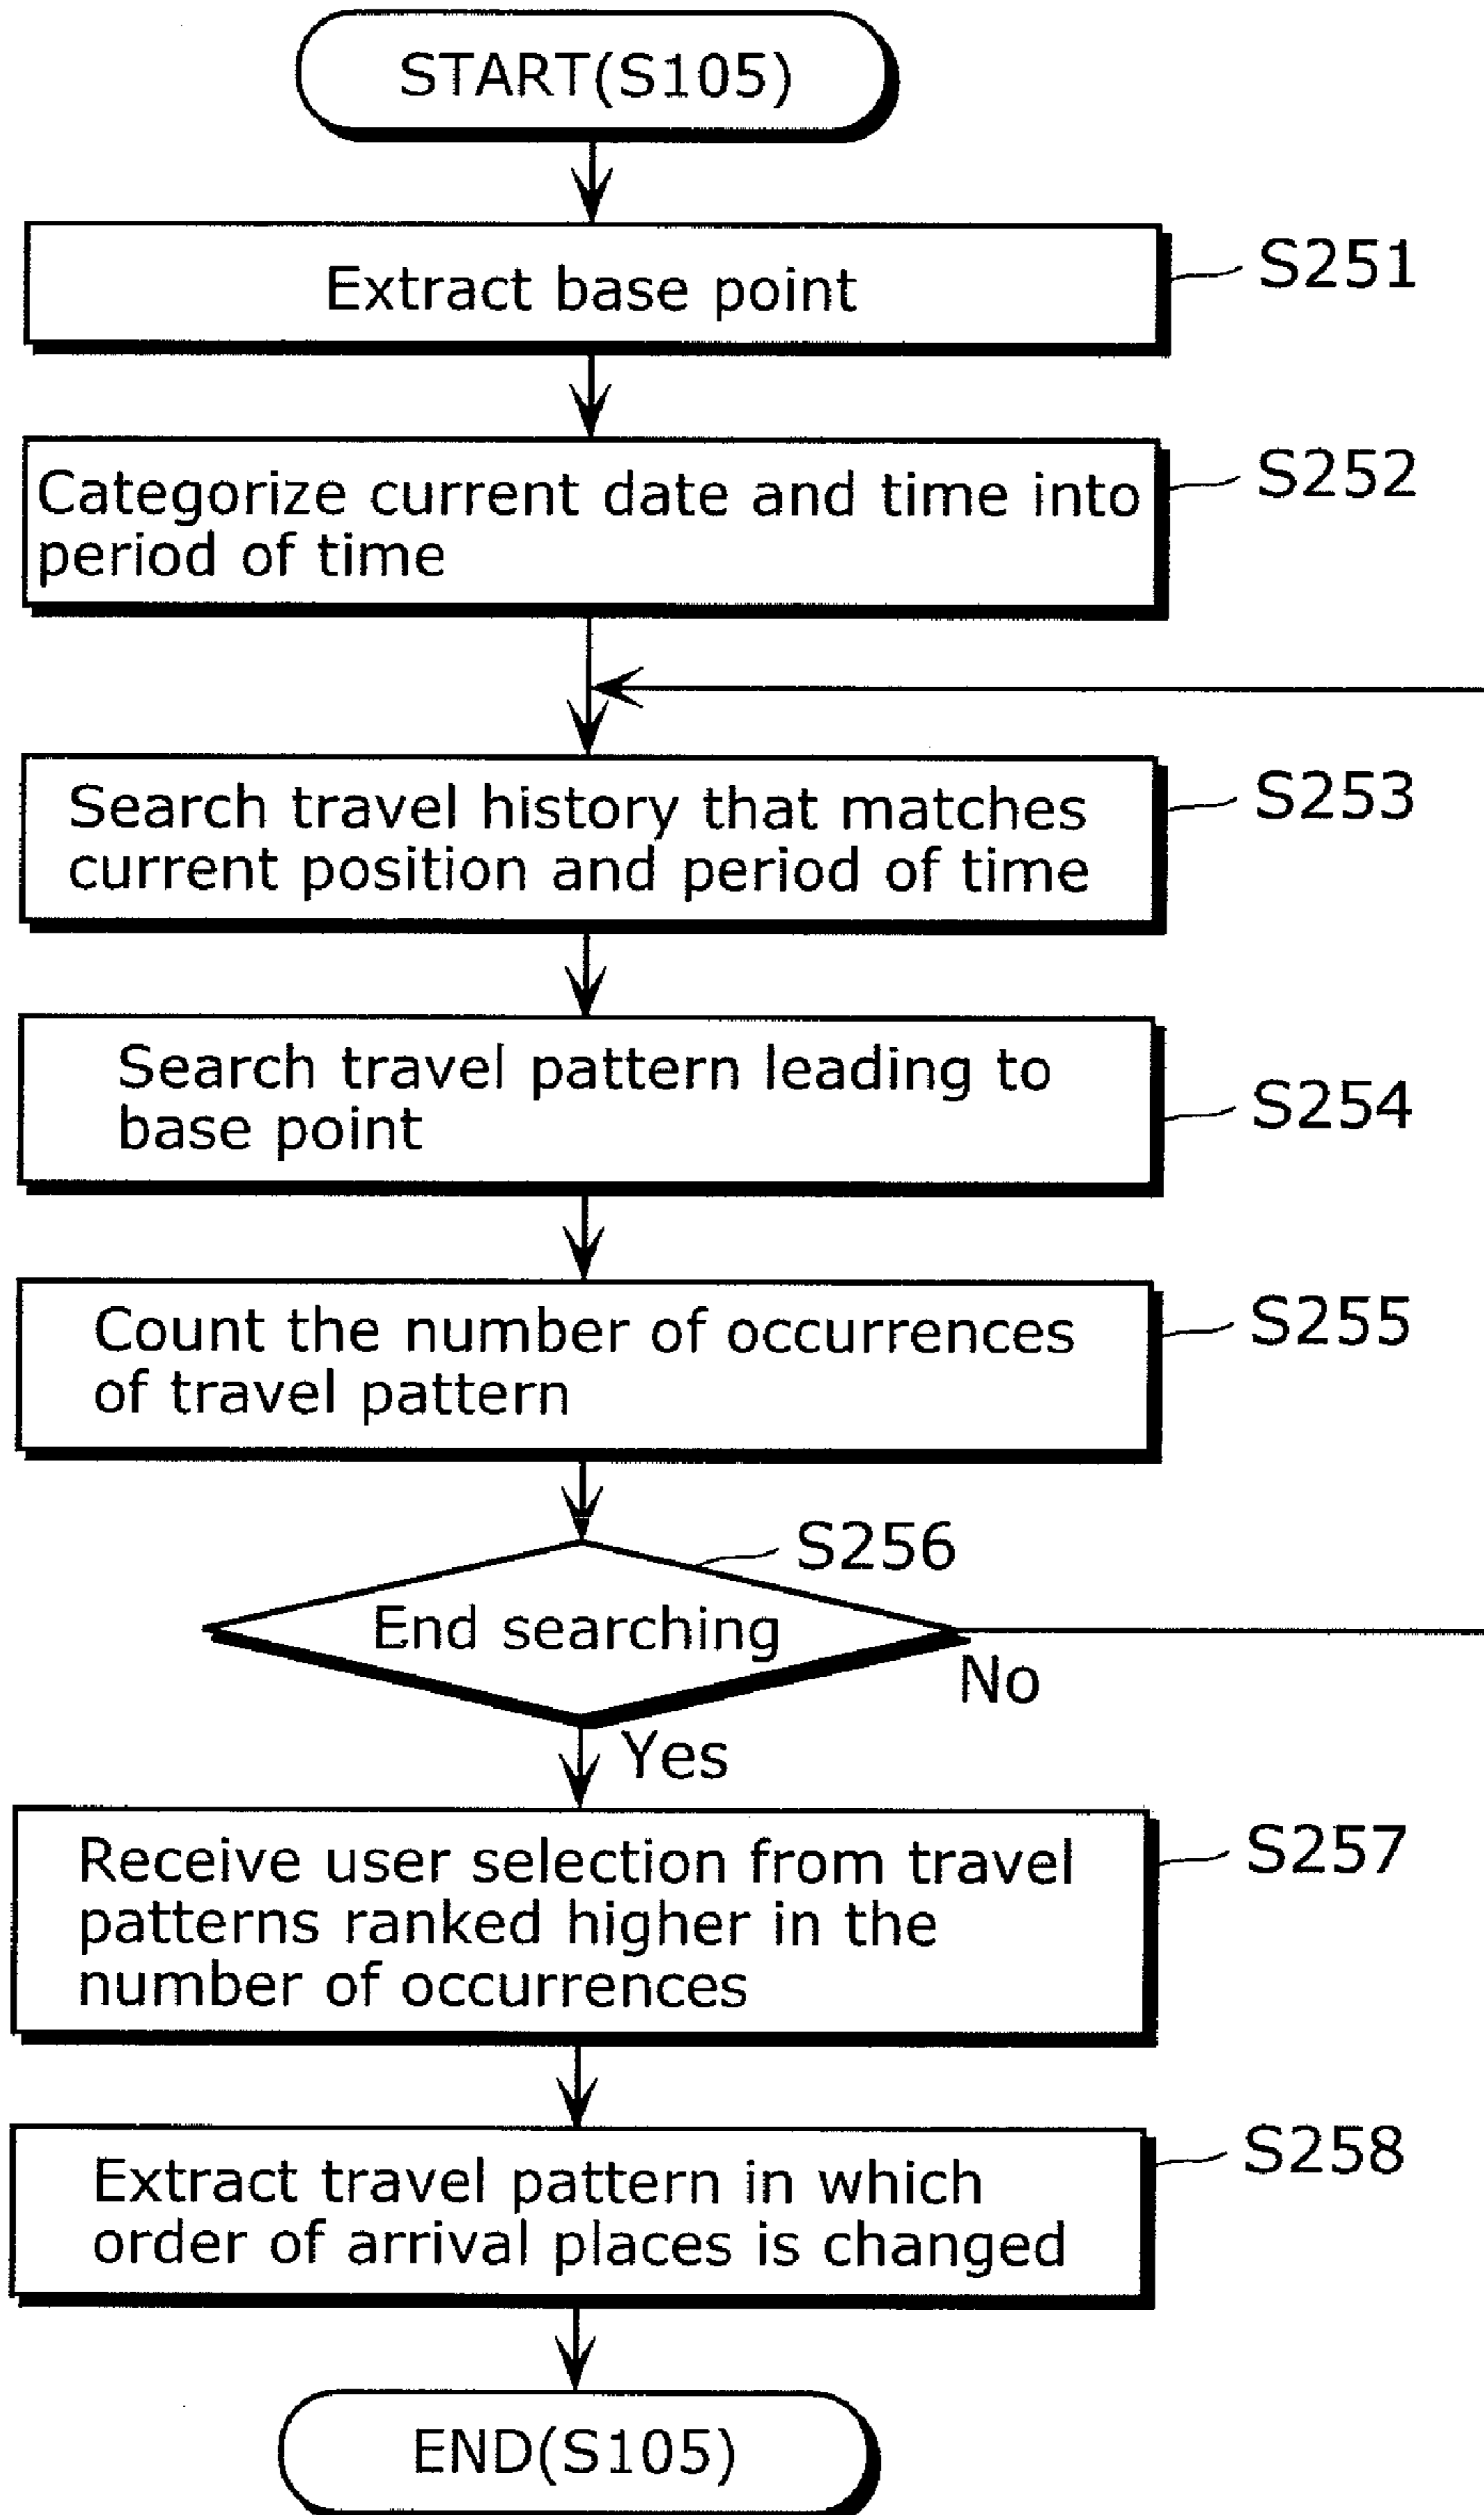 START(S105)
Extract base point
S251
Categorize current date and time into
period of time
S252
Search travel history that matches
current position and period of time
S253
Search travel pattern leading to
base point
S254
Count the number of occurrences
of travel pattern
S255
S256
End searching
No
Yes
Receive user selection from travel
patterns ranked higher in the
number of occurrences
S257
Extract travel pattern in which
order of arrival places is changed
S258
END(S105)